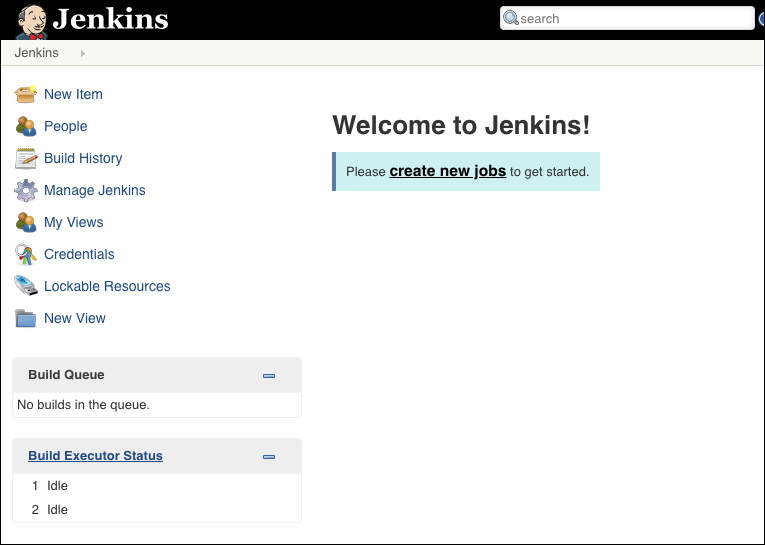 Jenkins
search
Jenkins
New Item
People
Build History
Manage Jenkins
My Views
Credentials
Lockable Resources
New View
Build Queue
No builds in the queue.
Build Executor Status
1 Idle
2 Idle
Welcome to Jenkins!
Please create new jobs to get started.